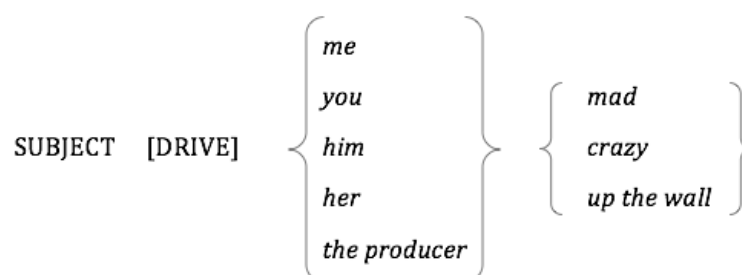 me
you mad
SUBJECT [DRIVE] him crazy
her up the wall
the producer